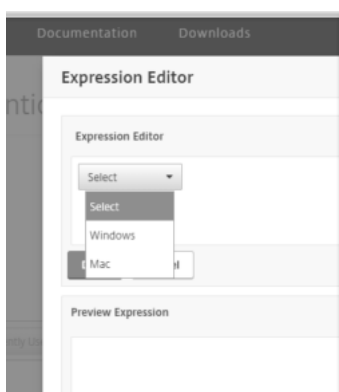 Documentation Downloads
Expression Editor
Expression Editor
Select
Select
Windows
Mac
Preview Expression